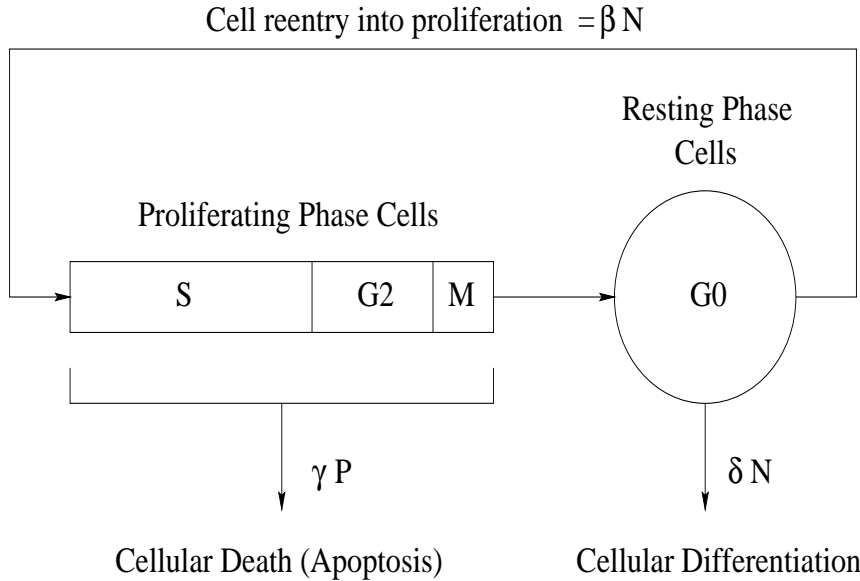 Cell reentry into proliferation = β N
Resting Phase
Cells
Proliferating Phase Cells
S G2 M G0
γ P
δ N
Cellular Death (Apoptosis)
Cellular Differentiation